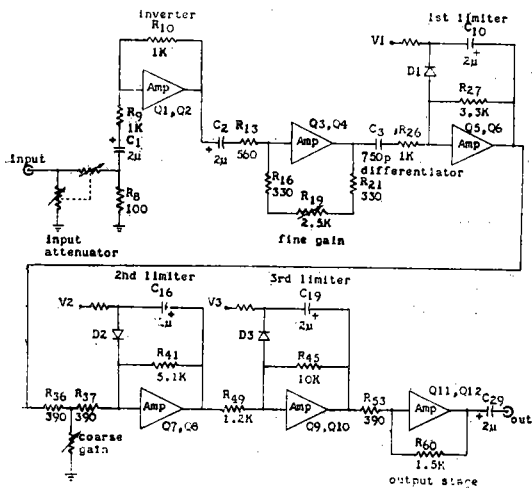 inverter
R10
1K
Amp
Q1,Q2
R9
1K
C1
2μ
input
R8
100
input
attenuator
C2
2μ
R13
560
Q3,Q4
Amp
R16
330
R19
2.5K
fine gain
R21
330
C3
750p
differentiator
R26
1K
1st limiter
V1
C10
2μ
D1
R27
3.3K
Amp
Q5,Q6
2nd limiter
V2
C16
2μ
D2
R41
5.1K
Amp
Q7,Q8
R36
390
R37
390
coarse
gain
3rd limiter
V3
C19
2μ
D3
R45
10K
R49
1.2K
Amp
Q9,Q10
R53
390
Q11,Q12
Amp
C29
2μ
out
R60
1.5K
output stage